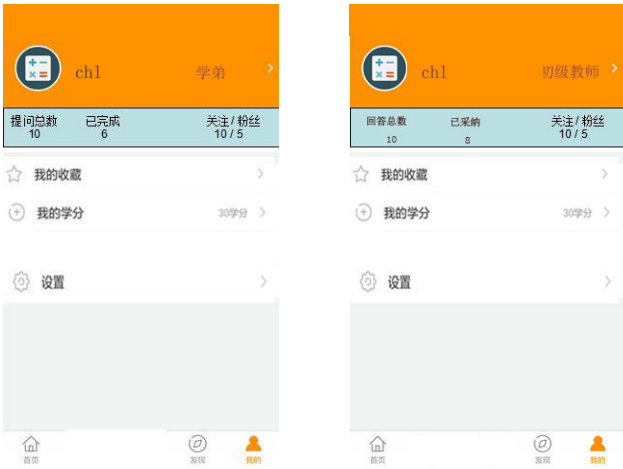 chl 学弟
提问总数 已完成 关注/粉丝
10 6 10/5
我的收藏
我的学分 30学分
设置
首页 发现 我的
chl 初级教师
回答总数 已采纳 关注/粉丝
10 8 10/5
我的收藏
我的学分 30学分
设置
首页 发现 我的